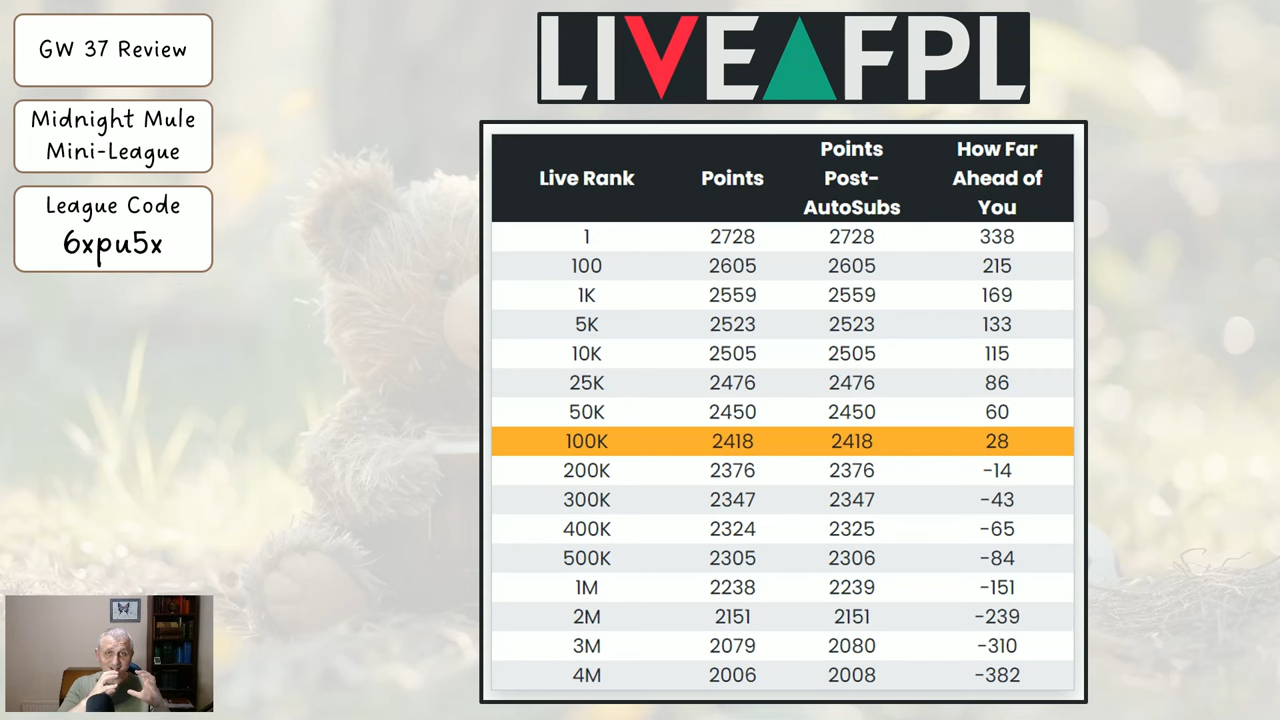 GW 37 Review
Midnight Mule
Mini-League
League Code
6xpu5x
LIVEFPL
Live Rank Points Points Post-AutoSubs How Far Ahead of You
1 2728 2728 338
100 2605 2605 215
1K 2559 2559 169
5K 2523 2523 133
10K 2505 2505 115
25K 2476 2476 86
50K 2450 2450 60
100K 2418 2418 28
200K 2376 2376 -14
300K 2347 2347 -43
400K 2324 2325 -65
500K 2305 2306 -84
1M 2238 2239 -151
2M 2151 2151 -239
3M 2079 2080 -310
4M 2006 2008 -382